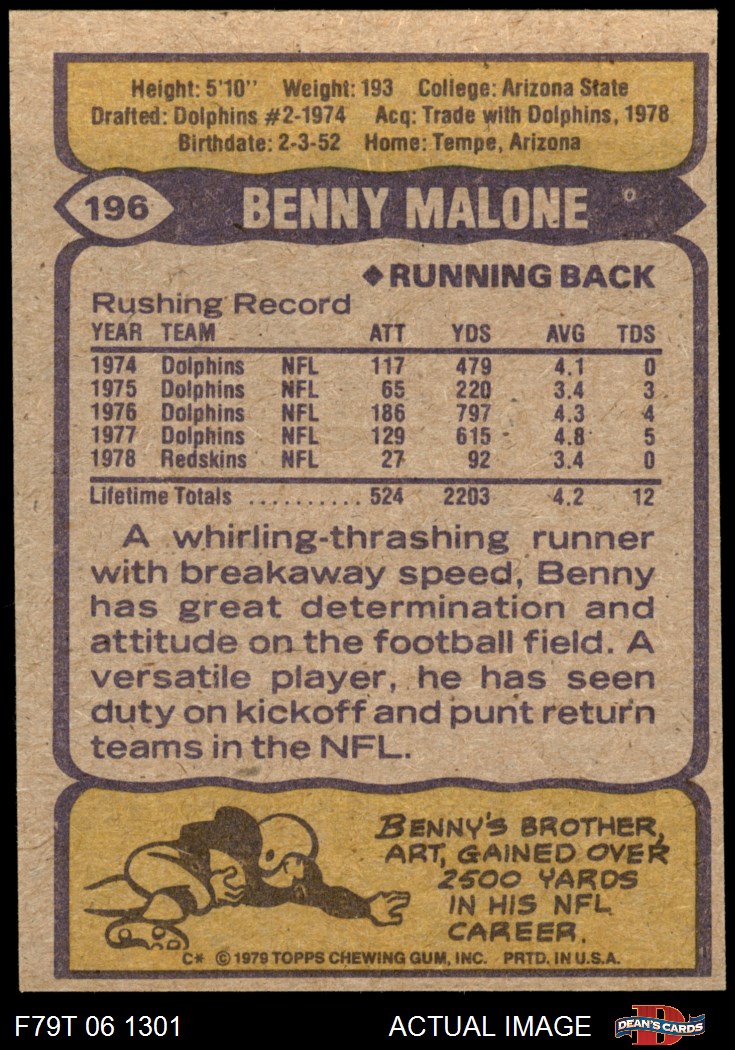 Height: 5'10" Weight: 193 College: Arizona State
Drafted: Dolphins #2-1974 Acq: Trade with Dolphins, 1978
Birthdate: 2-3-52 Home: Tempe, Arizona
196 BENNY MALONE
◆RUNNING BACK
Rushing Record
YEAR TEAM ATT YDS AVG TDS
1974 Dolphins NFL 117 479 4.1 0
1975 Dolphins NFL 65 220 3.4 3
1976 Dolphins NFL 186 797 4.3 4
1977 Dolphins NFL 129 615 4.8 5
1978 Redskins NFL 27 92 3.4 0
Lifetime Totals .......... 524 2203 4.2 12
A whirling-thrashing runner
with breakaway speed, Benny
has great determination and
attitude on the football field. A
versatile player, he has seen
duty on kickoff and punt return
teams in the NFL.
BENNY'S BROTHER,
ART, GAINED OVER
2500 YARDS
IN HIS NFL
CAREER.
C* © 1979 TOPPS CHEWING GUM, INC. PRTD. IN U.S.A.
F79T 06 1301 ACTUAL IMAGE D DEAN'S CARDS